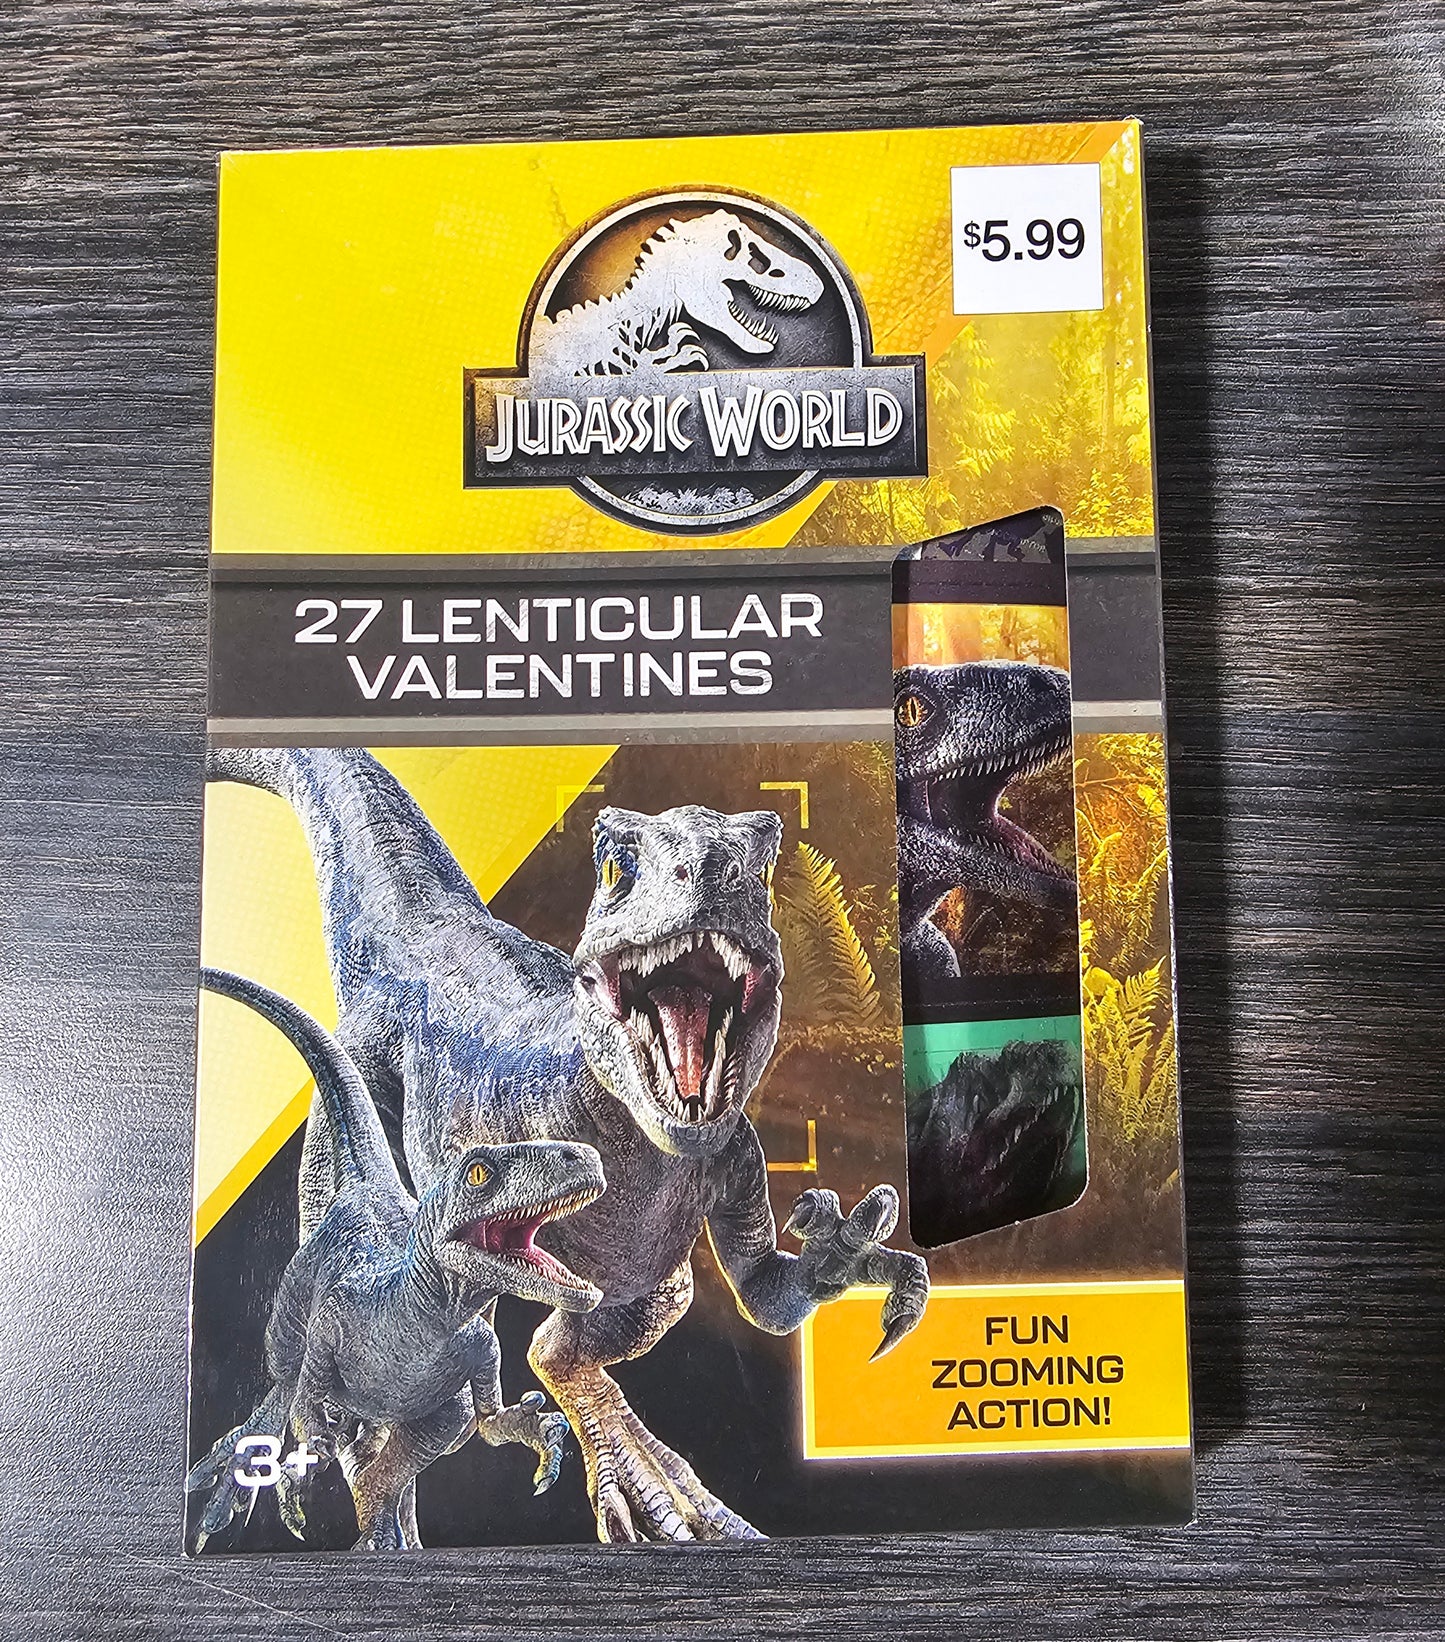 $5.99
JURASSIC WORLD
27 LENTICULAR
VALENTINES
FUN
ZOOMING
ACTION!
3+